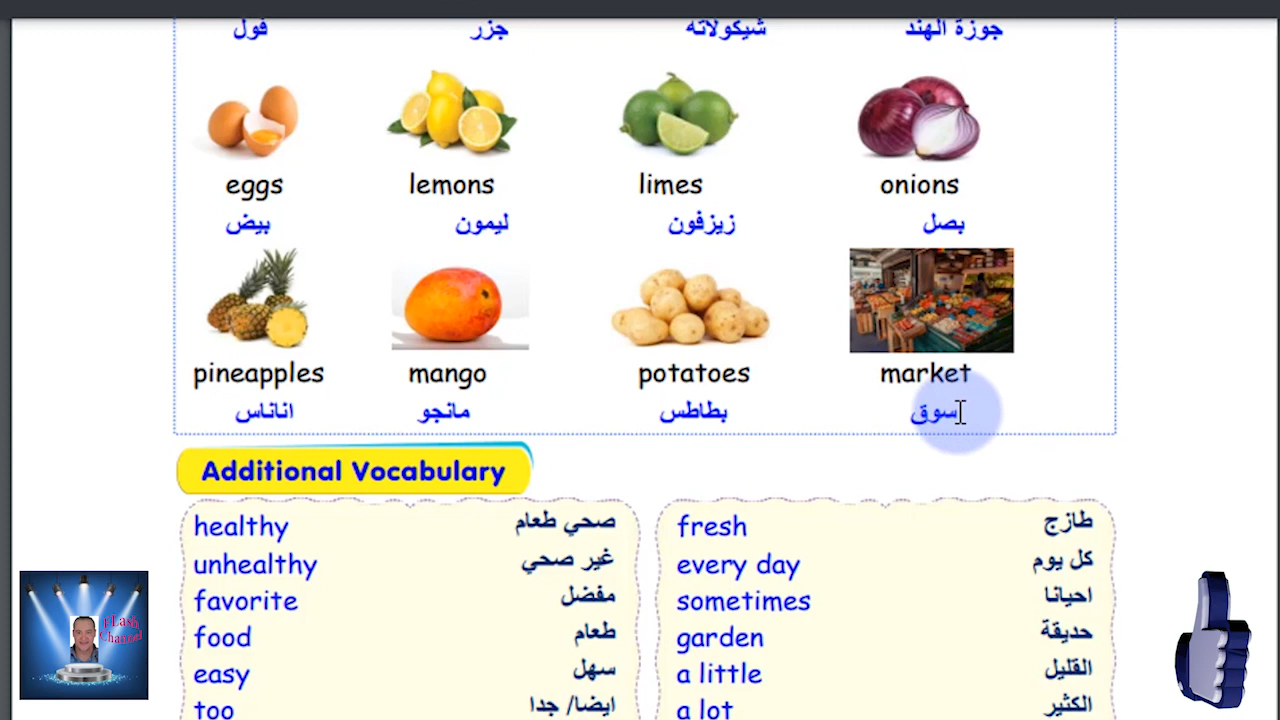 فول جزر شيكولاته جوزة الهند
eggs lemons limes onions
بيض ليمون زيزفون بصل
pineapples mango potatoes market
اناناس مانجو بطاطس سوق
Additional Vocabulary
healthy صحي طعام
unhealthy غير صحي
favorite مفضل
food طعام
easy سهل
too ايضا/ جدا
fresh طازج
every day كل يوم
sometimes احيانا
garden حديقة
a little القليل
a lot الكثير
FLash
Channel